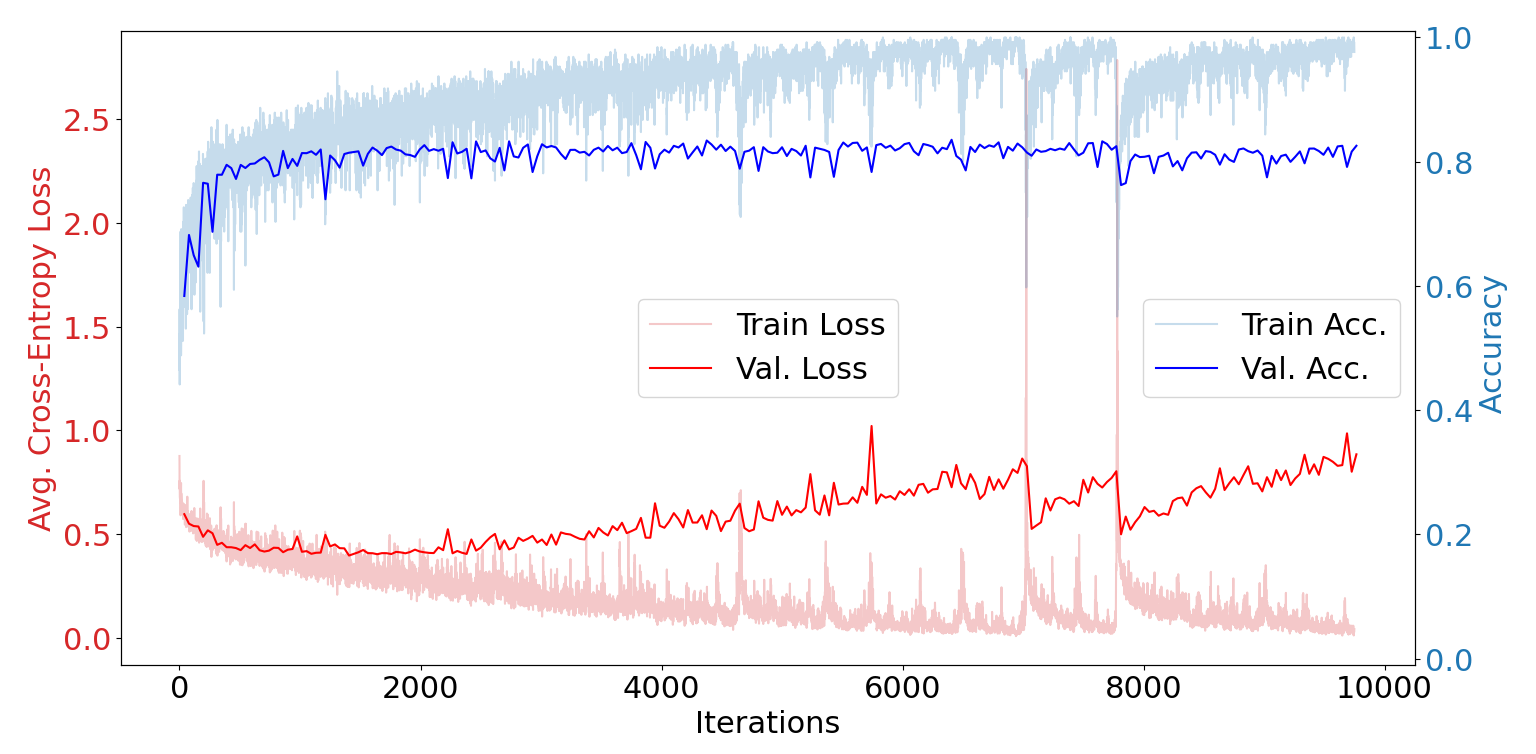 Avg. Cross-Entropy Loss
2.5
2.0
1.5
1.0
0.5
0.0
Train Loss
Val. Loss
Train Acc.
Val. Acc.
1.0
0.8
0.6
0.4
0.2
0.0
Accuracy
0 2000 4000 6000 8000 10000
Iterations